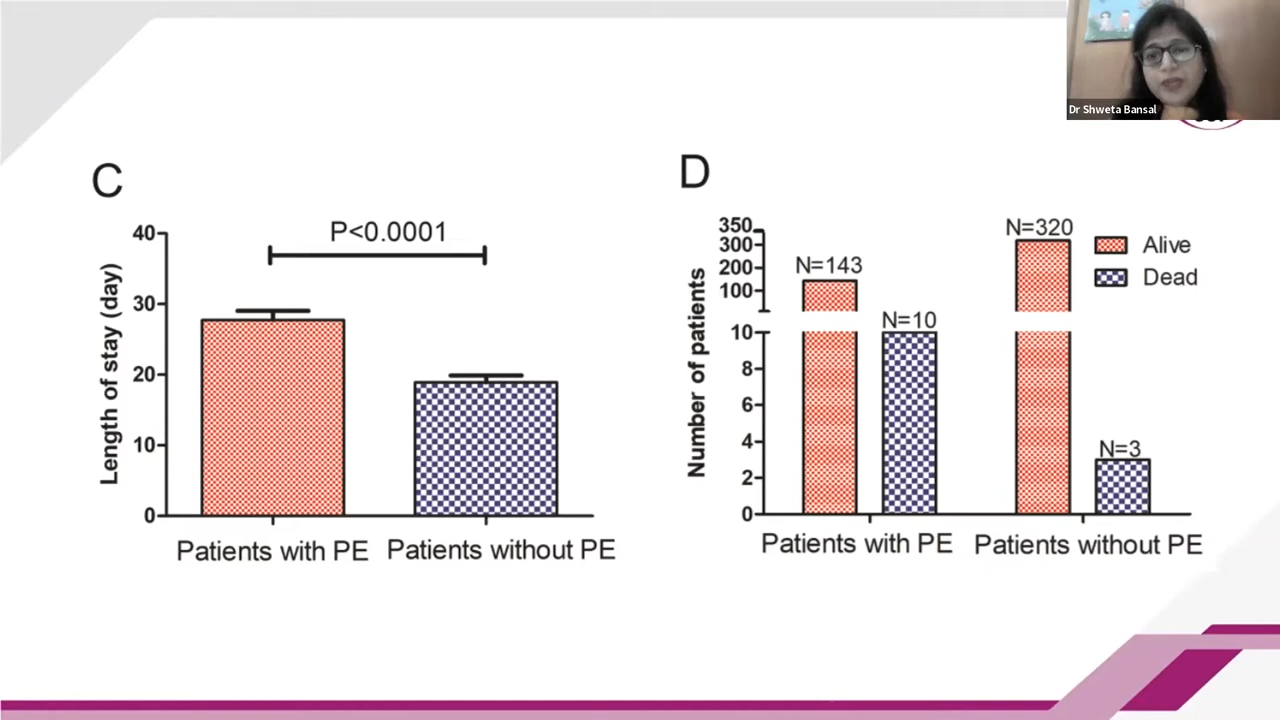 Dr Shweta Bansal
C
P<0.0001
Length of stay (day)
40
30
20
10
0
Patients with PE
Patients without PE
D
Number of patients
350
300
200
100
10
8
6
4
2
0
N=143
N=10
N=320
N=3
Alive
Dead
Patients with PE
Patients without PE